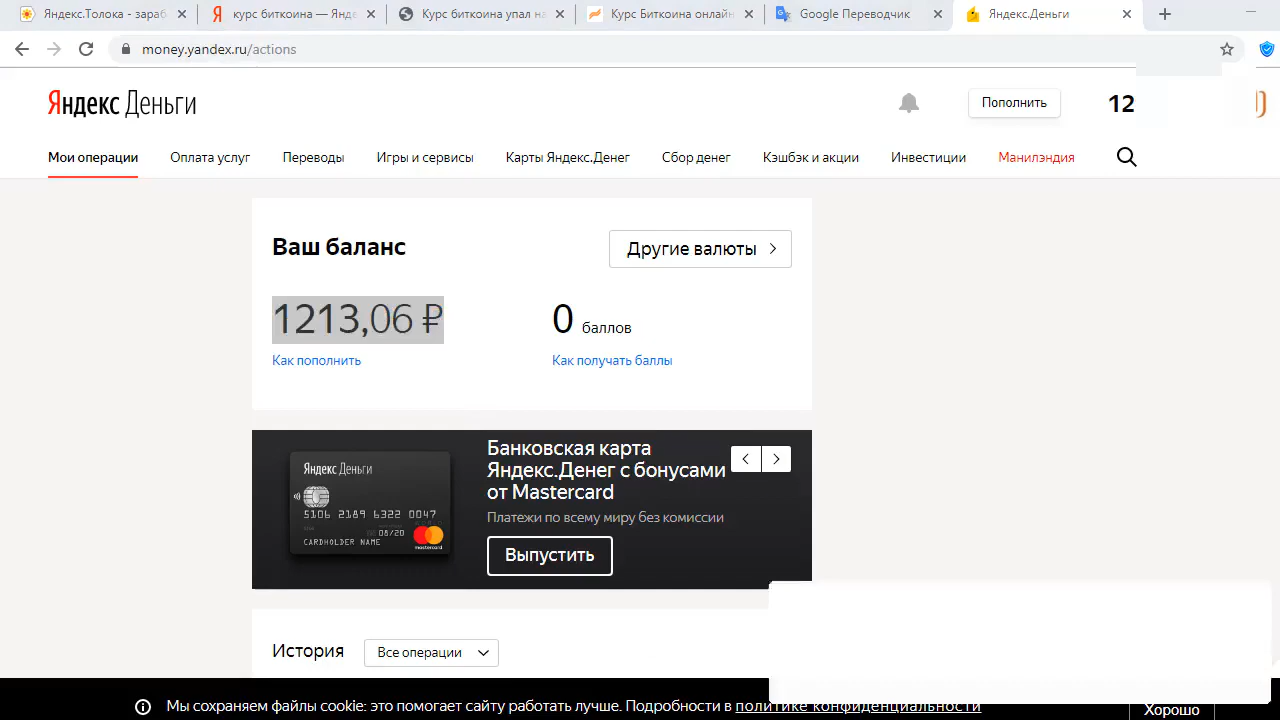 Яндекс.Толока - зараб
курс битkоина — Янде
Курс биткоина упал на
Курс Биткоина онлайн
Google Переводчик
Яндекс.Деньги
money.yandex.ru/actions
Яндекс Деньги
Пополнить
12
Мои операции
Оплата услуг
Переводы
Игры и сервисы
Карты Яндекс.Денег
Сбор денег
Кэшбэк и акции
Инвестиции
Манилэндия
Ваш баланс
Другие валюты
1213,06 ₽
0 баллов
Как пополнить
Как получать баллы
Банковская карта
Яндекс.Денег с бонусами
от Mastercard
Платежи по всему миру без комиссии
Выпустить
Яндекс Деньги
5106 2189 6322 0047
08/20
CARDHOLDER NAME
mastercard
История
Все операции
Мы сохраняем файлы cookie: это помогает сайту работать лучше. Подробности в политике конфиденциальности
Хорошо